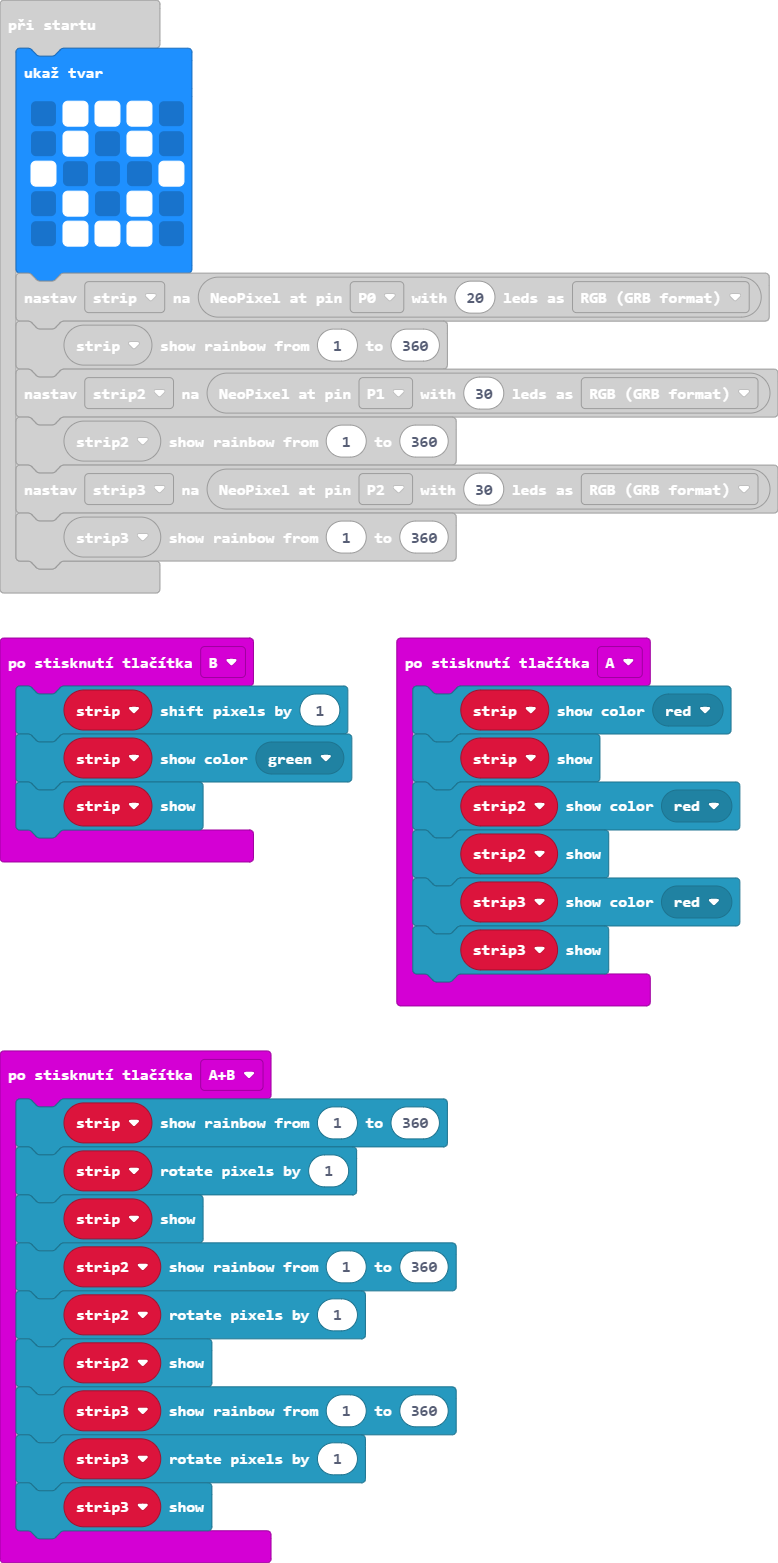 při startu
ukaž tvar
nastav strip na NeoPixel at pin P0 with 20 leds as RGB (GRB format)
strip show rainbow from 1 to 360
nastav strip2 na NeoPixel at pin P1 with 30 leds as RGB (GRB format)
strip2 show rainbow from 1 to 360
nastav strip3 na NeoPixel at pin P2 with 30 leds as RGB (GRB format)
strip3 show rainbow from 1 to 360
po stisknutí tlačítka B
strip shift pixels by 1
strip show color green
strip show
po stisknutí tlačítka A
strip show color red
strip show
strip2 show color red
strip2 show
strip3 show color red
strip3 show
po stisknutí tlačítka A+B
strip show rainbow from 1 to 360
strip rotate pixels by 1
strip show
strip2 show rainbow from 1 to 360
strip2 rotate pixels by 1
strip2 show
strip3 show rainbow from 1 to 360
strip3 rotate pixels by 1
strip3 show